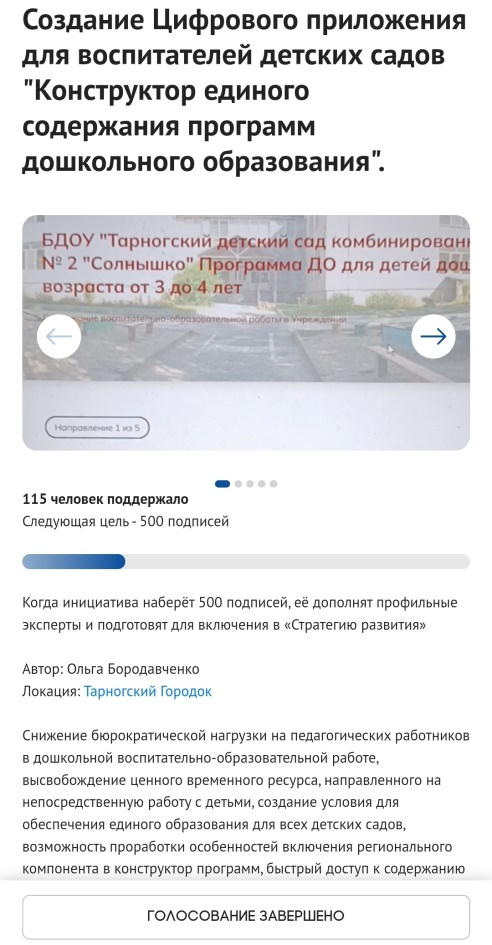 Создание Цифрового приложения
для воспитателей детских садов
"Конструктор единого
содержания программ
дошкольного образования".
БДОУ "Тарногский детский сад комбинирован
№ 2 "Солнышко" Программа ДО для детей дош
возраста от 3 до 4 лет
воспитательно-образовательной работы в Учреждении
Направление 1 из 5
115 человек поддержало
Следующая цель - 500 подписей
Когда инициатива наберёт 500 подписей, её дополнят профильные
эксперты и подготовят для включения в «Стратегию развития»
Автор: Ольга Бородавченко
Локация: Тарногский Городок
Снижение бюрократической нагрузки на педагогических работников
в дошкольной воспитательно-образовательной работе,
высвобождение ценного временного ресурса, направленного на
непосредственную работу с детьми, создание условия для
обеспечения единого образования для всех детских садов,
возможность проработки особенностей включения регионального
компонента в конструктор программ, быстрый доступ к содержанию
ГОЛОСОВАНИЕ ЗАВЕРШЕНО